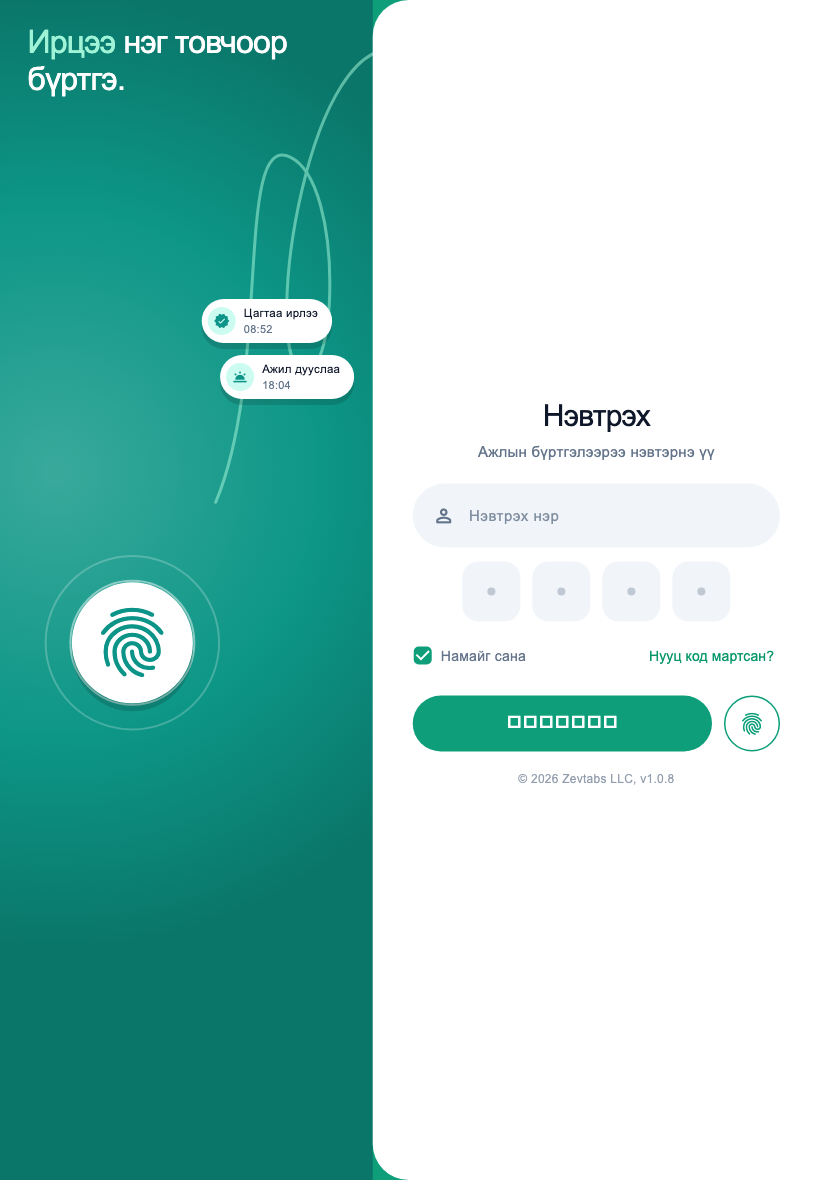 Ирцээ нэг товчоор
бүртгэ.
Цагтаа ирлээ
08:52
Ажил дууслаа
18:04
Нэвтрэх
Ажлын бүртгэлээрээ нэвтэрнэ үү
Нэвтрэх нэр
Намайг сана
Нууц код мартсан?
© 2026 Zevtabs LLC, v1.0.8